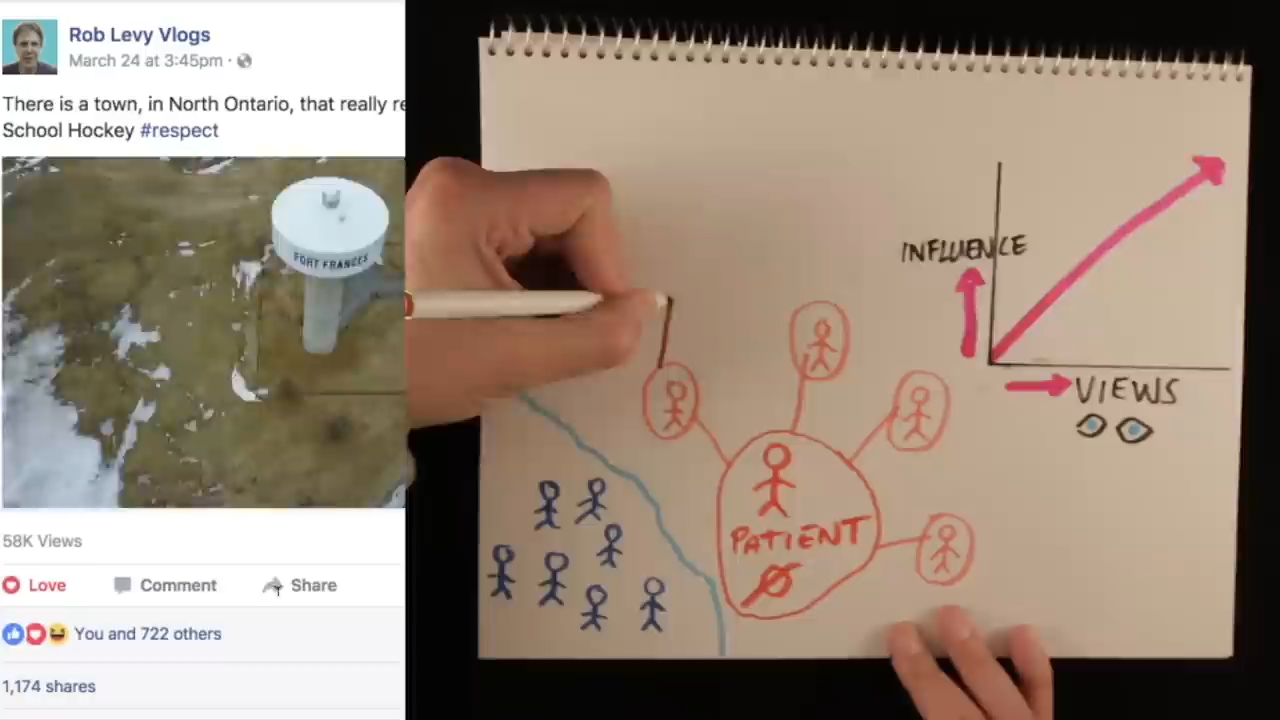 Rob Levy Vlogs
March 24 at 3:45pm ·
There is a town, in North Ontario, that really re
School Hockey #respect
FORT FRANCES
58K Views
Love Comment Share
You and 722 others
1,174 shares
INFLUENCE
VIEWS
PATIENT
Ø